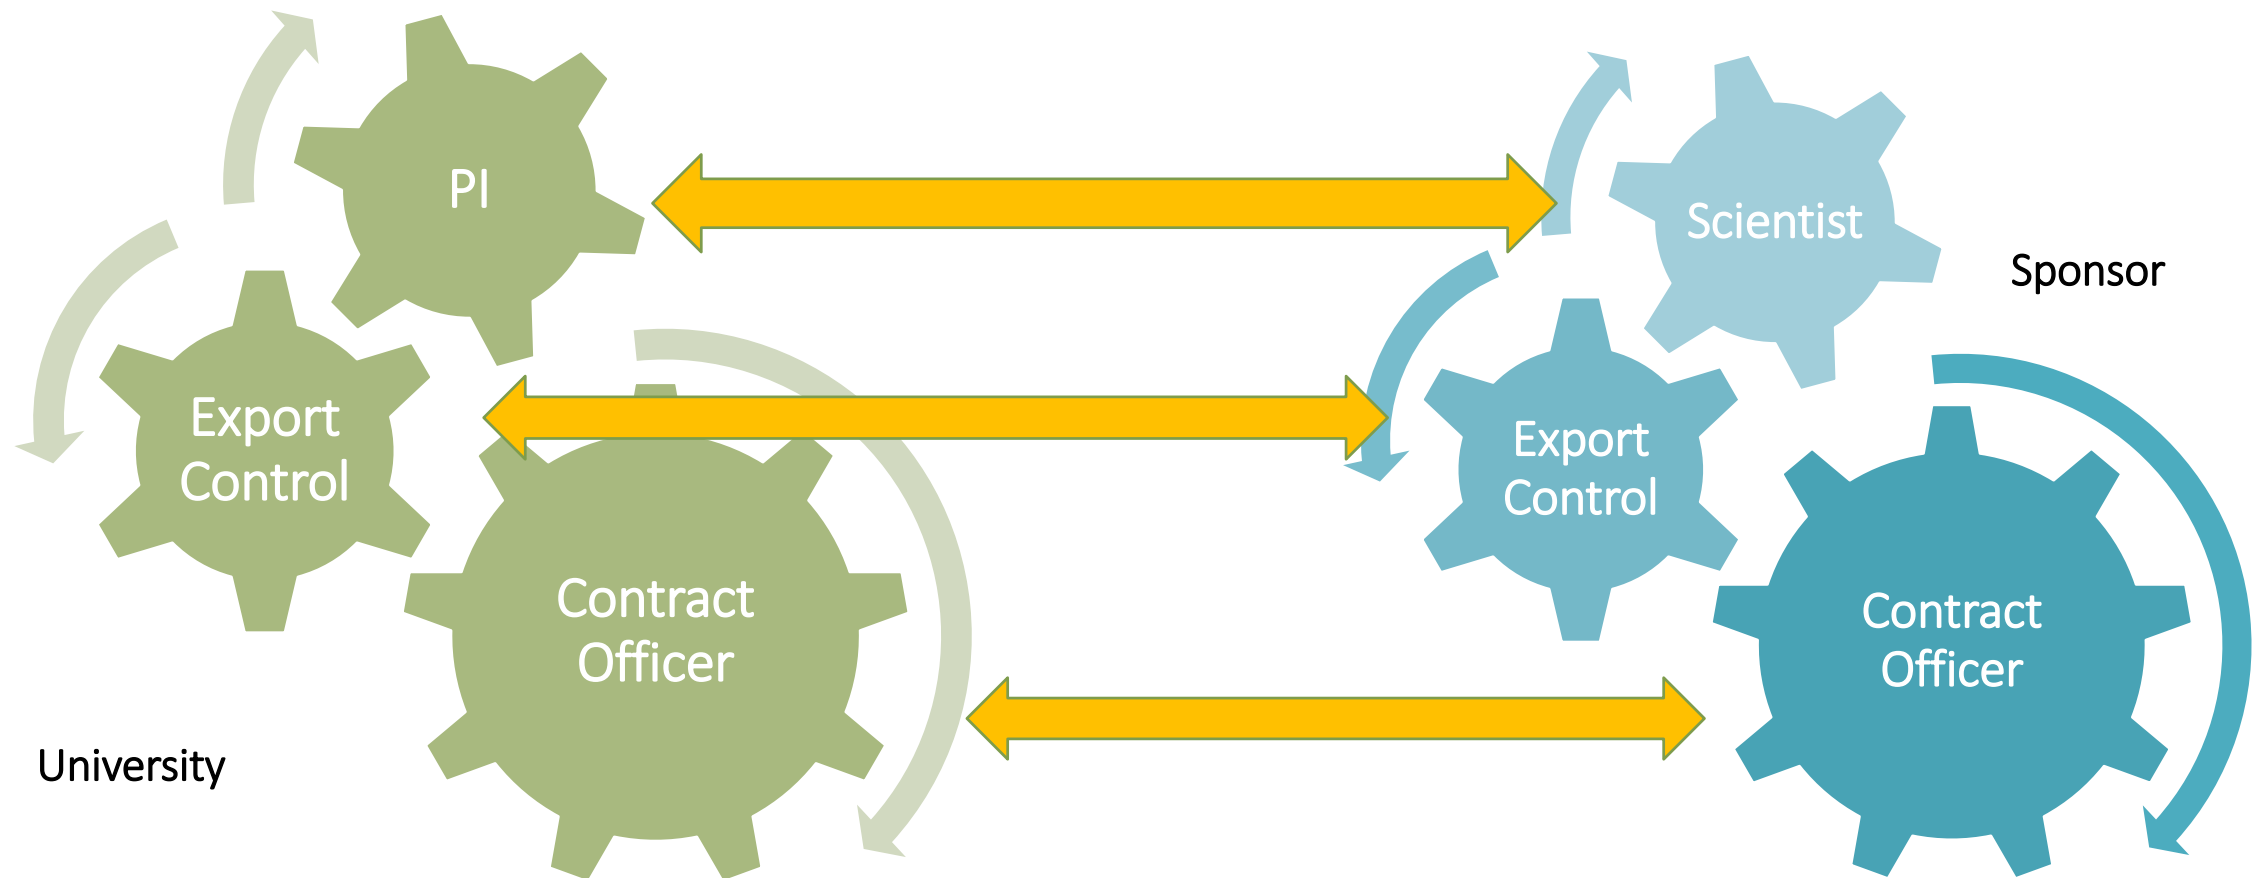 PI
Scientist
Sponsor
Export
Control
Export
Control
Contract
Officer
Contract
Officer
University